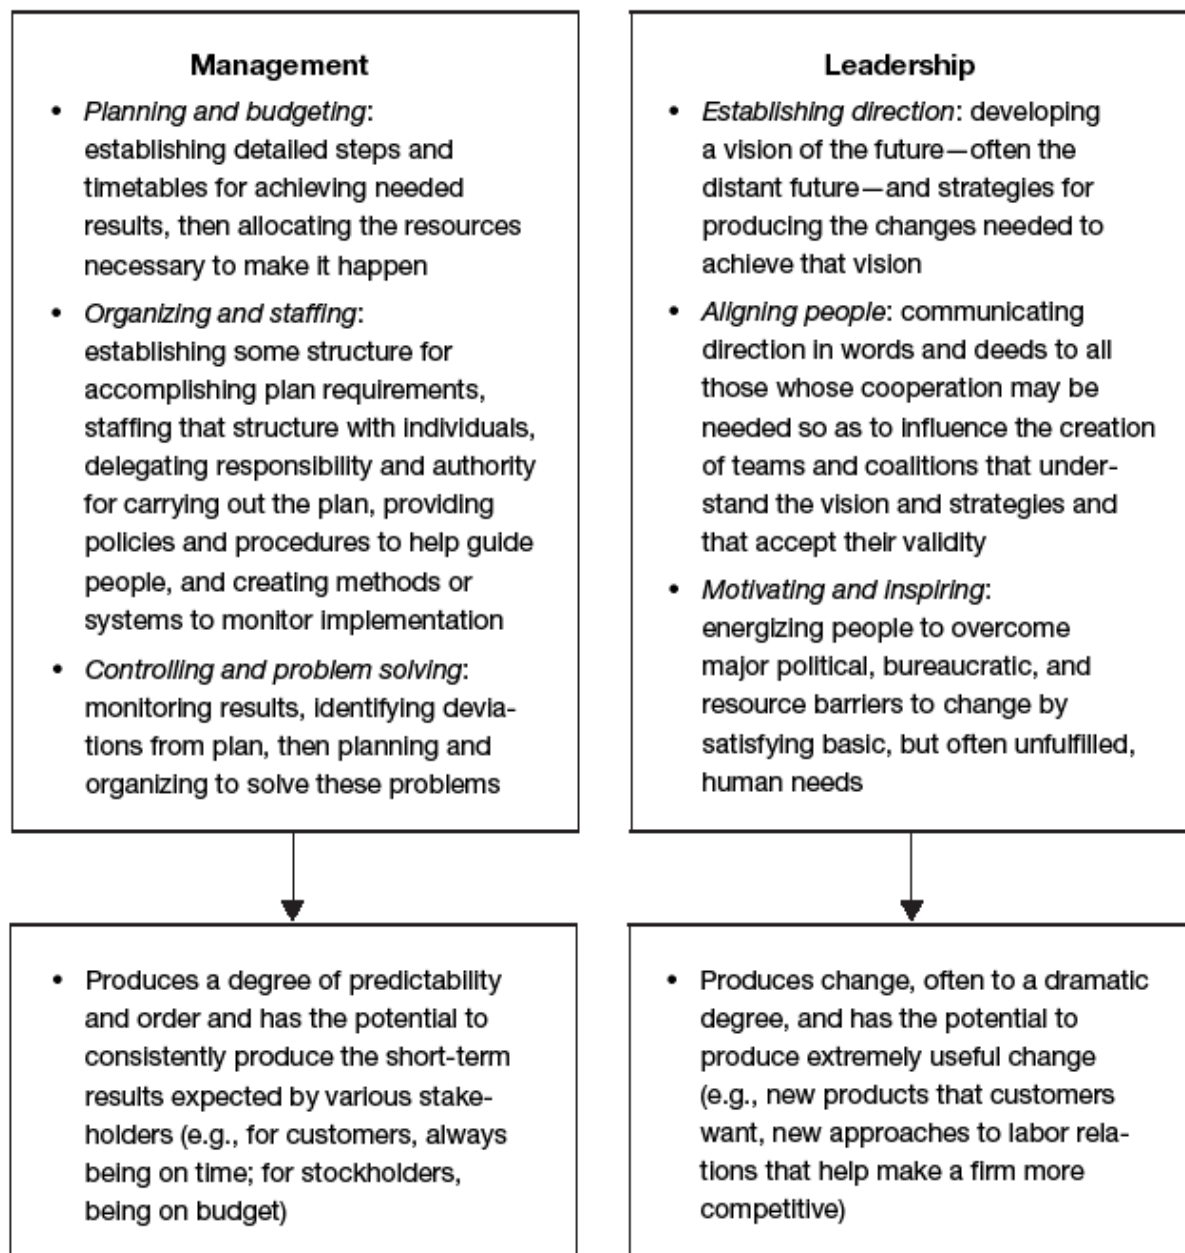 Management
• Planning and budgeting:
establishing detailed steps and
timetables for achieving needed
results, then allocating the resources
necessary to make it happen
• Organizing and staffing:
establishing some structure for
accomplishing plan requirements,
staffing that structure with individuals,
delegating responsibility and authority
for carrying out the plan, providing
policies and procedures to help guide
people, and creating methods or
systems to monitor implementation
• Controlling and problem solving:
monitoring results, identifying devia-
tions from plan, then planning and
organizing to solve these problems
Leadership
• Establishing direction: developing
a vision of the future—often the
distant future—and strategies for
producing the changes needed to
achieve that vision
• Aligning people: communicating
direction in words and deeds to all
those whose cooperation may be
needed so as to influence the creation
of teams and coalitions that under-
stand the vision and strategies and
that accept their validity
• Motivating and inspiring:
energizing people to overcome
major political, bureaucratic, and
resource barriers to change by
satisfying basic, but often unfulfilled,
human needs
• Produces a degree of predictability
and order and has the potential to
consistently produce the short-term
results expected by various stake-
holders (e.g., for customers, always
being on time; for stockholders,
being on budget)
• Produces change, often to a dramatic
degree, and has the potential to
produce extremely useful change
(e.g., new products that customers
want, new approaches to labor rela-
tions that help make a firm more
competitive)